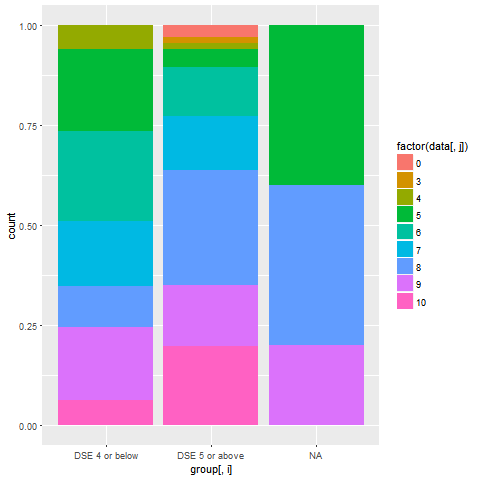 1.00
0.75
0.50
0.25
0.00
count
DSE 4 or below
DSE 5 or above
NA
group[, i]
factor(data[, j])
0
3
4
5
6
7
8
9
10